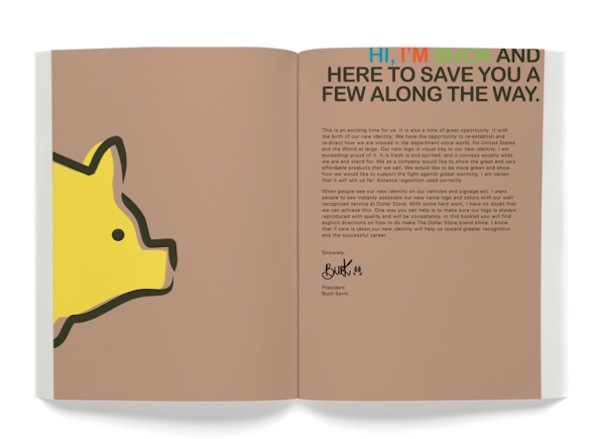 HI, I'M BUCK AND
HERE TO SAVE YOU A
FEW ALONG THE WAY.
This is an exciting time for us. It is also a time of great opportunity. It with
the birth of our new identity. We have the opportunity to re-establish and
re-direct how we are viewed in the department store world, for United States
and the World at large. Our new logo is visual key to our new identity. I am
exceedingl proud of it. It is fresh and spirited, and it conveys excatly what
we are and stand for. We as a company would like to show the great and vary
affordable products that we sell. We would like to be more green and show
how we would to support the fight against global warming. I am certain
that it will win us far- distance regonition used correctly.
When people see our new identity on our vehicles and signage ect. I want
people to see instanly associate our new name logo and colors with our well
recognized service at Dollar Store. With some hard work, I have no doubt that
we can achieve this. One way you can help is to make sure our logo is always
reproduced with quality and will be consistency. In this booklet you will find
explicit directions on how to do make The Dollar Store brand shine. I know
that if care is taken,our new identity will help us toward greater recognition
and the successful career.
Sincerely,
Buck
President
Buck Savin